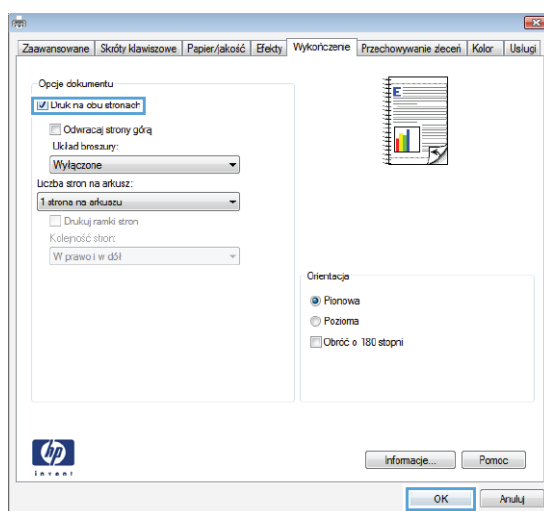 Zaawansowane Skróty klawiszowe Papier/jakość Efekty Wykończenie Przechowywanie zleceń Kolor Usługi
Opcje dokumentu
Druk na obu stronach
Odwracaj strony górą
Układ broszury:
Wyłączone
Liczba stron na arkusz:
1 strona na arkuszu
Drukuj ramki stron
Kolejność stron:
W prawo i w dół
E
Orientacja
Pionowa
Pozioma
Obróć o 180 stopni
hp
invent
Informacje... Pomoc
OK Anuluj